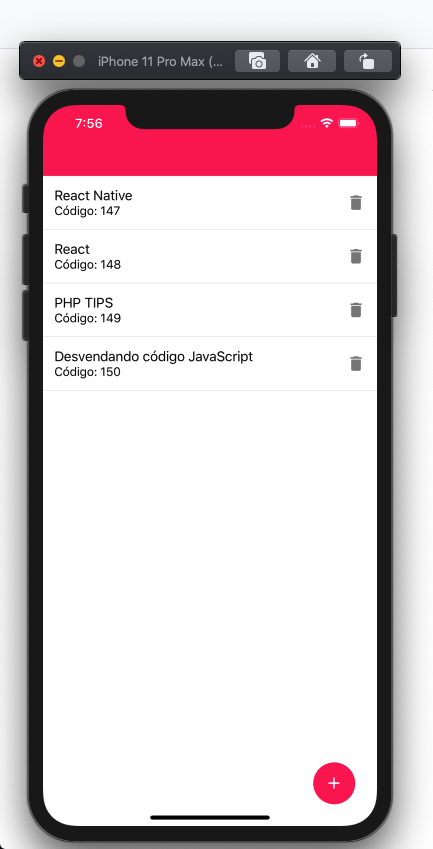 iPhone 11 Pro Max (...
7:56
React Native
Código: 147
React
Código: 148
PHP TIPS
Código: 149
Desvendando código JavaScript
Código: 150
+